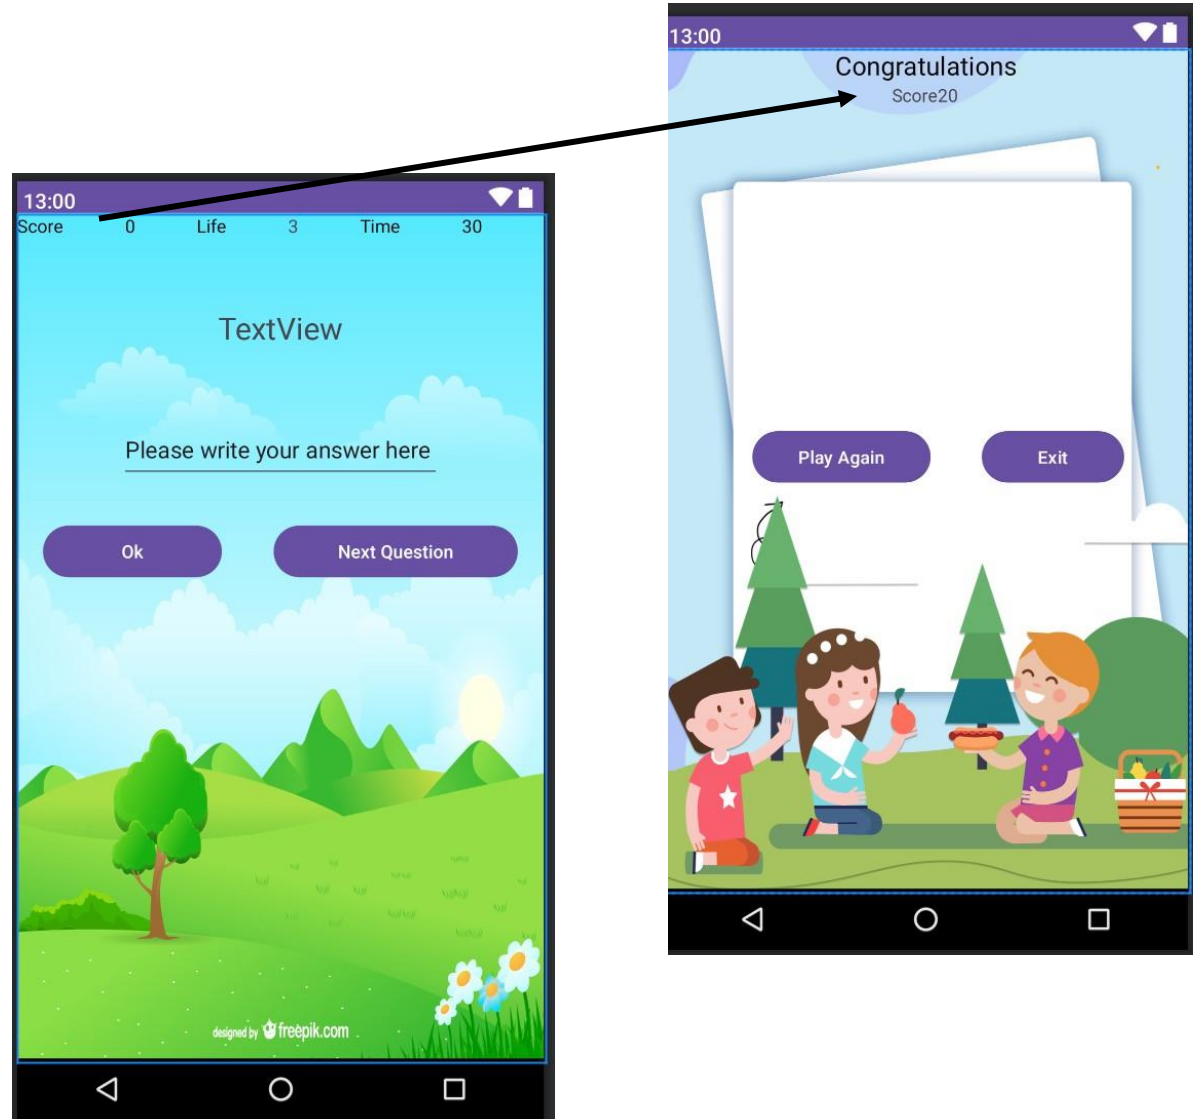 13:00
Score 0 Life 3 Time 30
TextView
Please write your answer here
Ok Next Question
designed by freepik.com
13:00
Congratulations
Score20
Play Again Exit